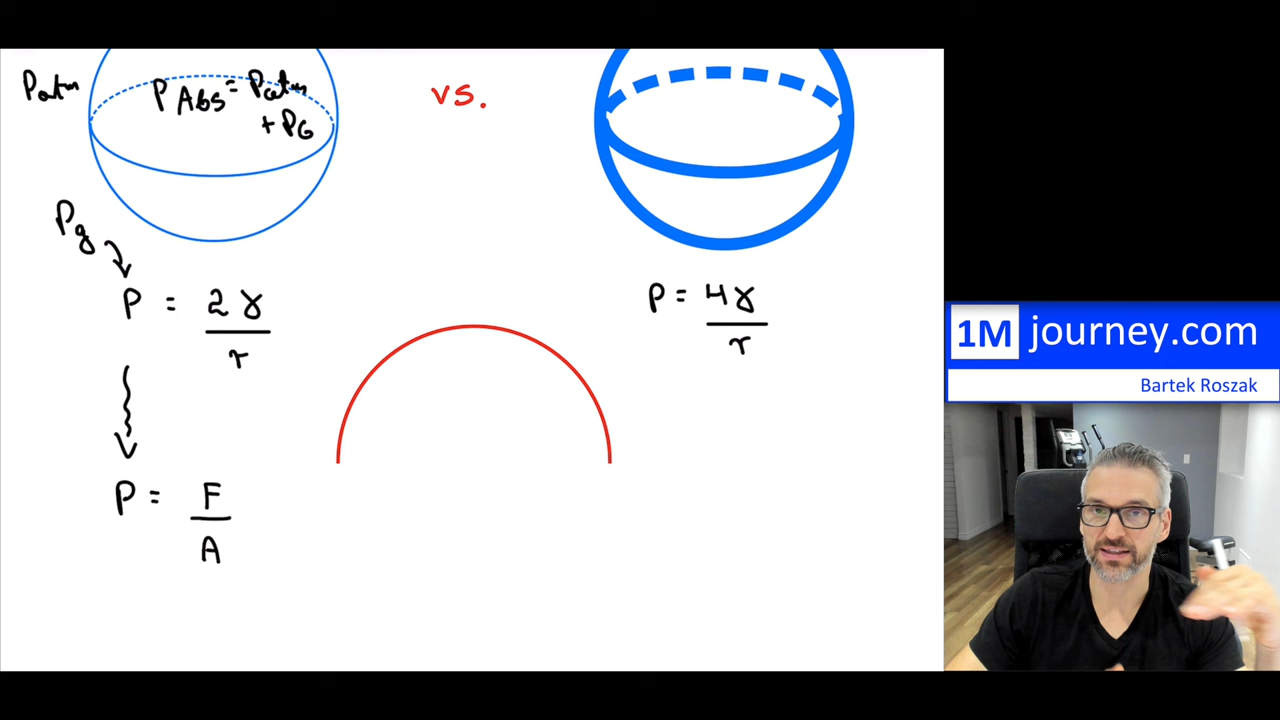 Patm
P Abs = Patm
+ PG
vs.
Pg
P = 2γ
r
P = 4γ
r
P = F
A
1M journey.com
Bartek Roszak